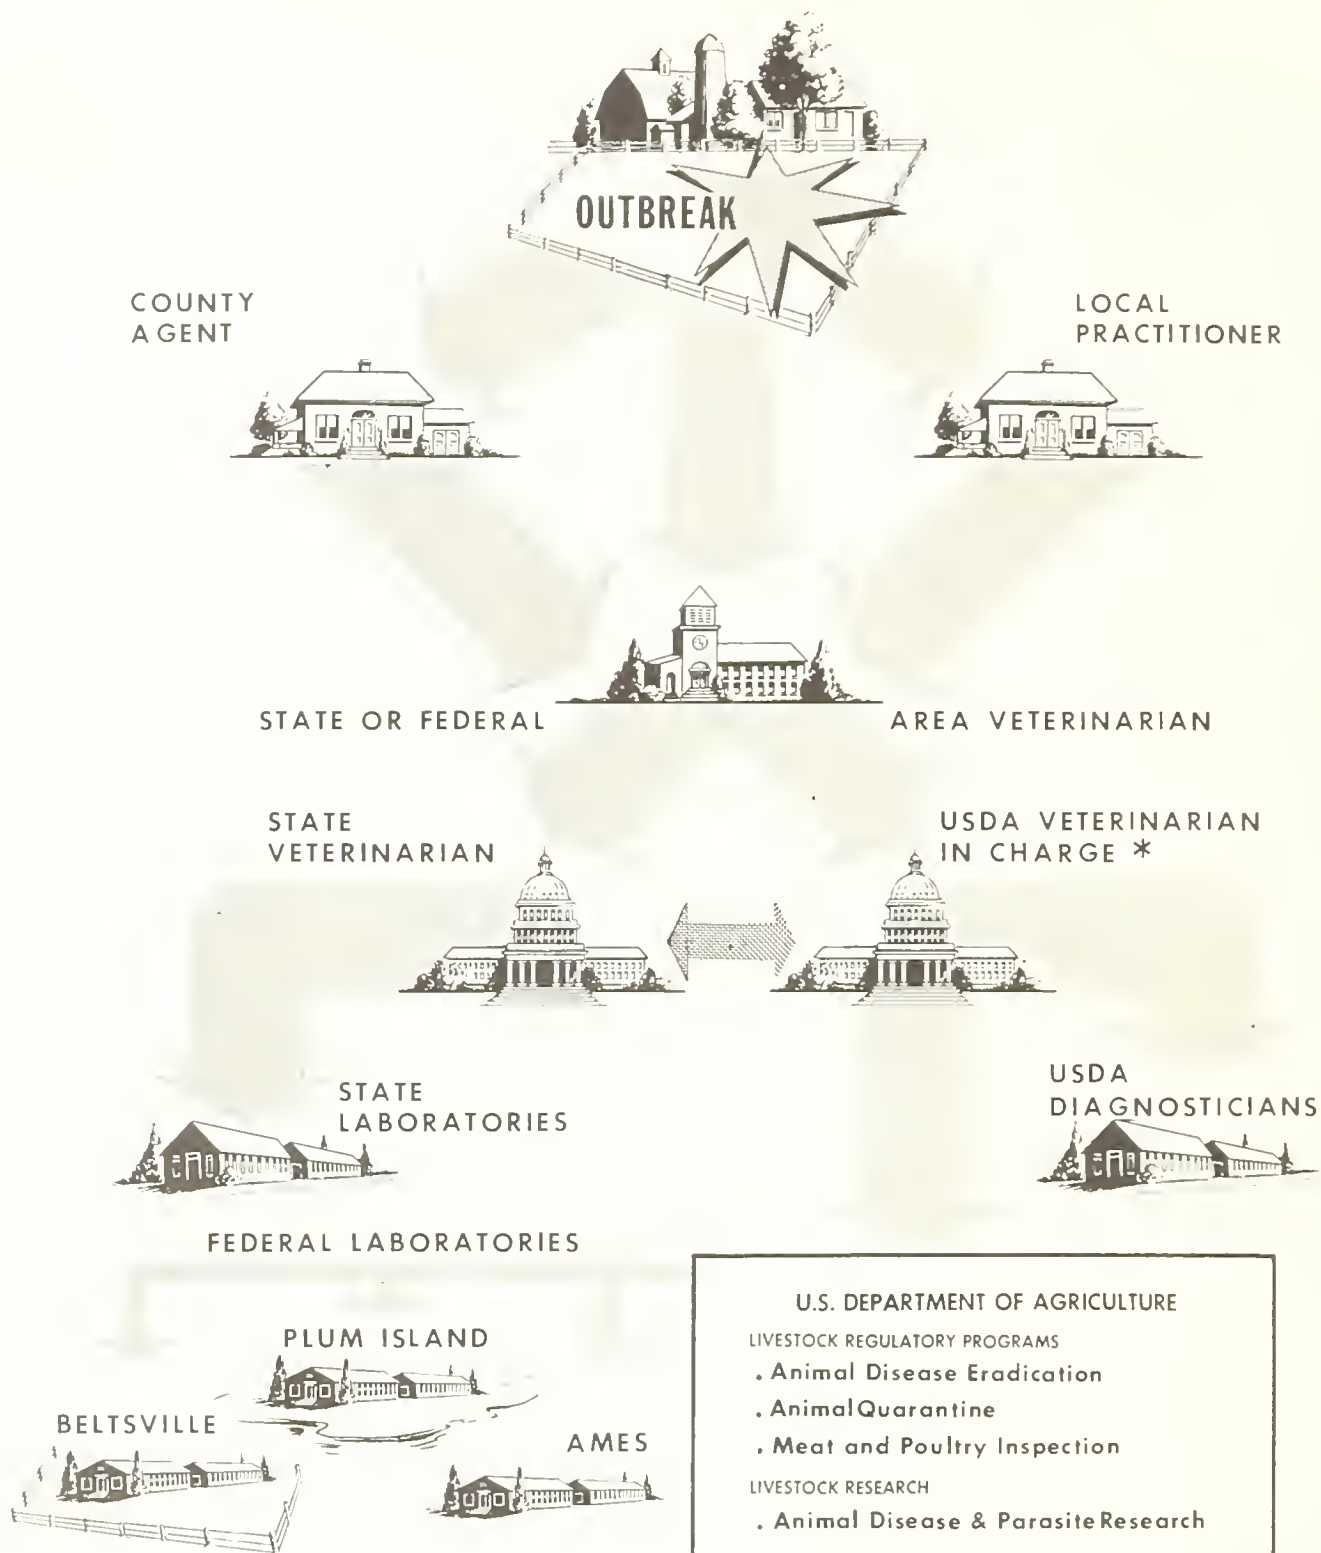 OUTBREAK
COUNTY
AGENT
LOCAL
PRACTITIONER
STATE OR FEDERAL
AREA VETERINARIAN
STATE
VETERINARIAN
USDA VETERINARIAN
IN CHARGE *
STATE
LABORATORIES
USDA
DIAGNOSTICIANS
FEDERAL LABORATORIES
PLUM ISLAND
BELTSVILLE
AMES
U.S. DEPARTMENT OF AGRICULTURE
LIVESTOCK REGULATORY PROGRAMS
. Animal Disease Eradication
. Animal Quarantine
. Meat and Poultry Inspection
LIVESTOCK RESEARCH
. Animal Disease & Parasite Research